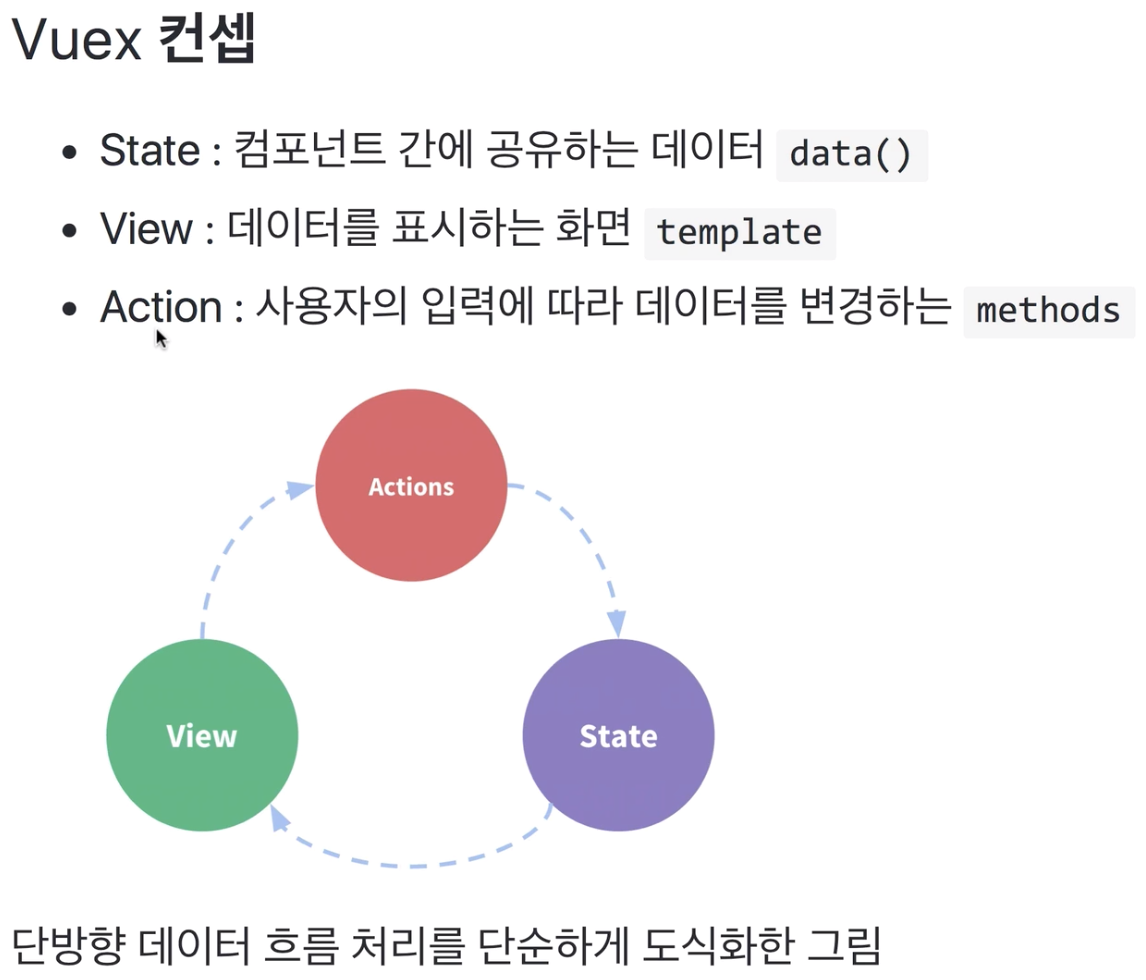 Vuex 컨셉
State : 컴포넌트 간에 공유하는 데이터 data()
View : 데이터를 표시하는 화면 template
Action : 사용자의 입력에 따라 데이터를 변경하는 methods
Actions
View
State
단방향 데이터 흐름 처리를 단순하게 도식화한 그림